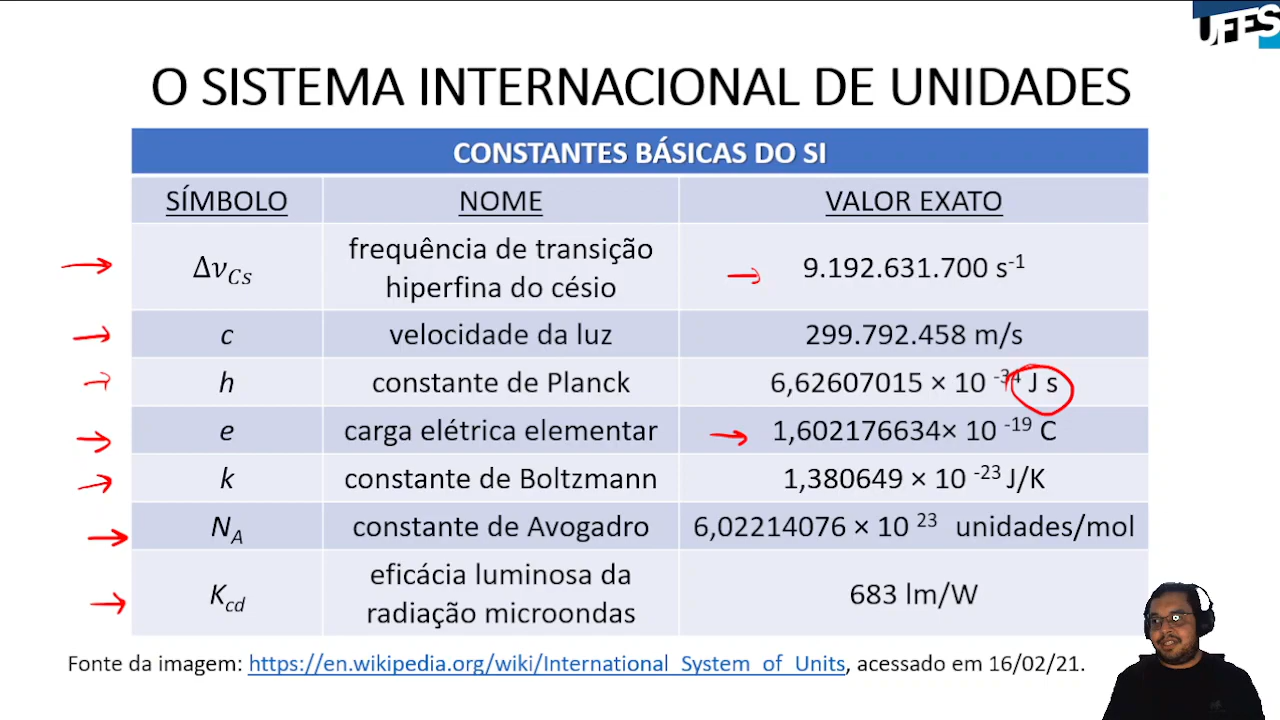 UFES
O SISTEMA INTERNACIONAL DE UNIDADES
CONSTANTES BÁSICAS DO SI
SÍMBOLO NOME VALOR EXATO
Δν_Cs frequência de transição hiperfina do césio 9.192.631.700 s⁻¹
c velocidade da luz 299.792.458 m/s
h constante de Planck 6,62607015 × 10 ⁻³⁴ J s
e carga elétrica elementar 1,602176634× 10 ⁻¹⁹ C
k constante de Boltzmann 1,380649 × 10 ⁻²³ J/K
N_A constante de Avogadro 6,02214076 × 10 ²³ unidades/mol
K_cd eficácia luminosa da radiação microondas 683 lm/W
Fonte da imagem: https://en.wikipedia.org/wiki/International_System_of_Units, acessado em 16/02/21.